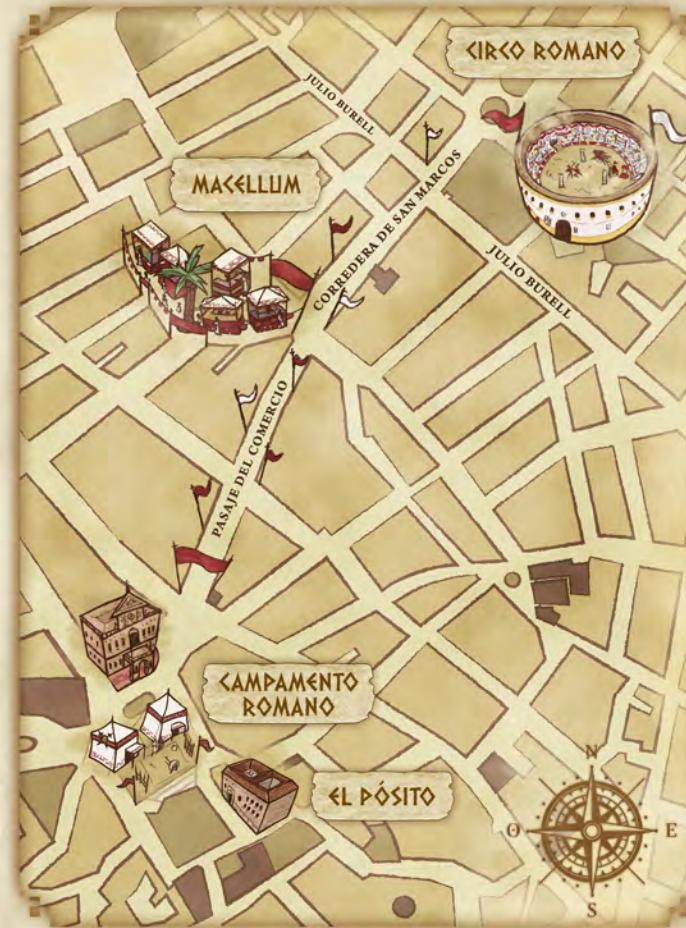 CIRCO ROMANO
JULIO BURELL
MACELLUM
CORREDERA DE SAN MARCOS
JULIO BURELL
PASAJE DEL COMERCIO
CAMPAMENTO
ROMANO
EL PÓSITO
N
O
E
S